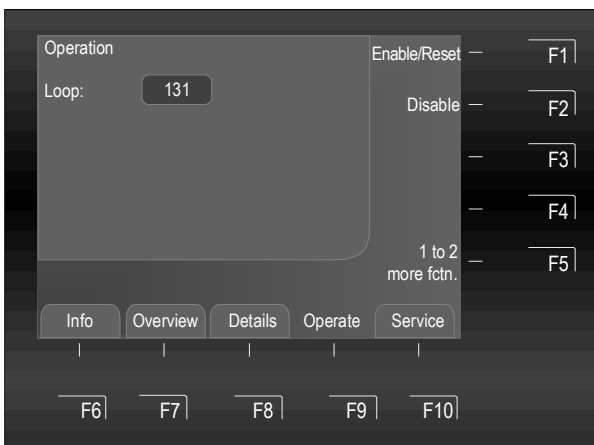 Operation
Enable/Reset
F1
Loop:
131
Disable
F2
F3
F4
1 to 2
more fctn.
F5
Info
Overview
Details
Operate
Service
F6
F7
F8
F9
F10